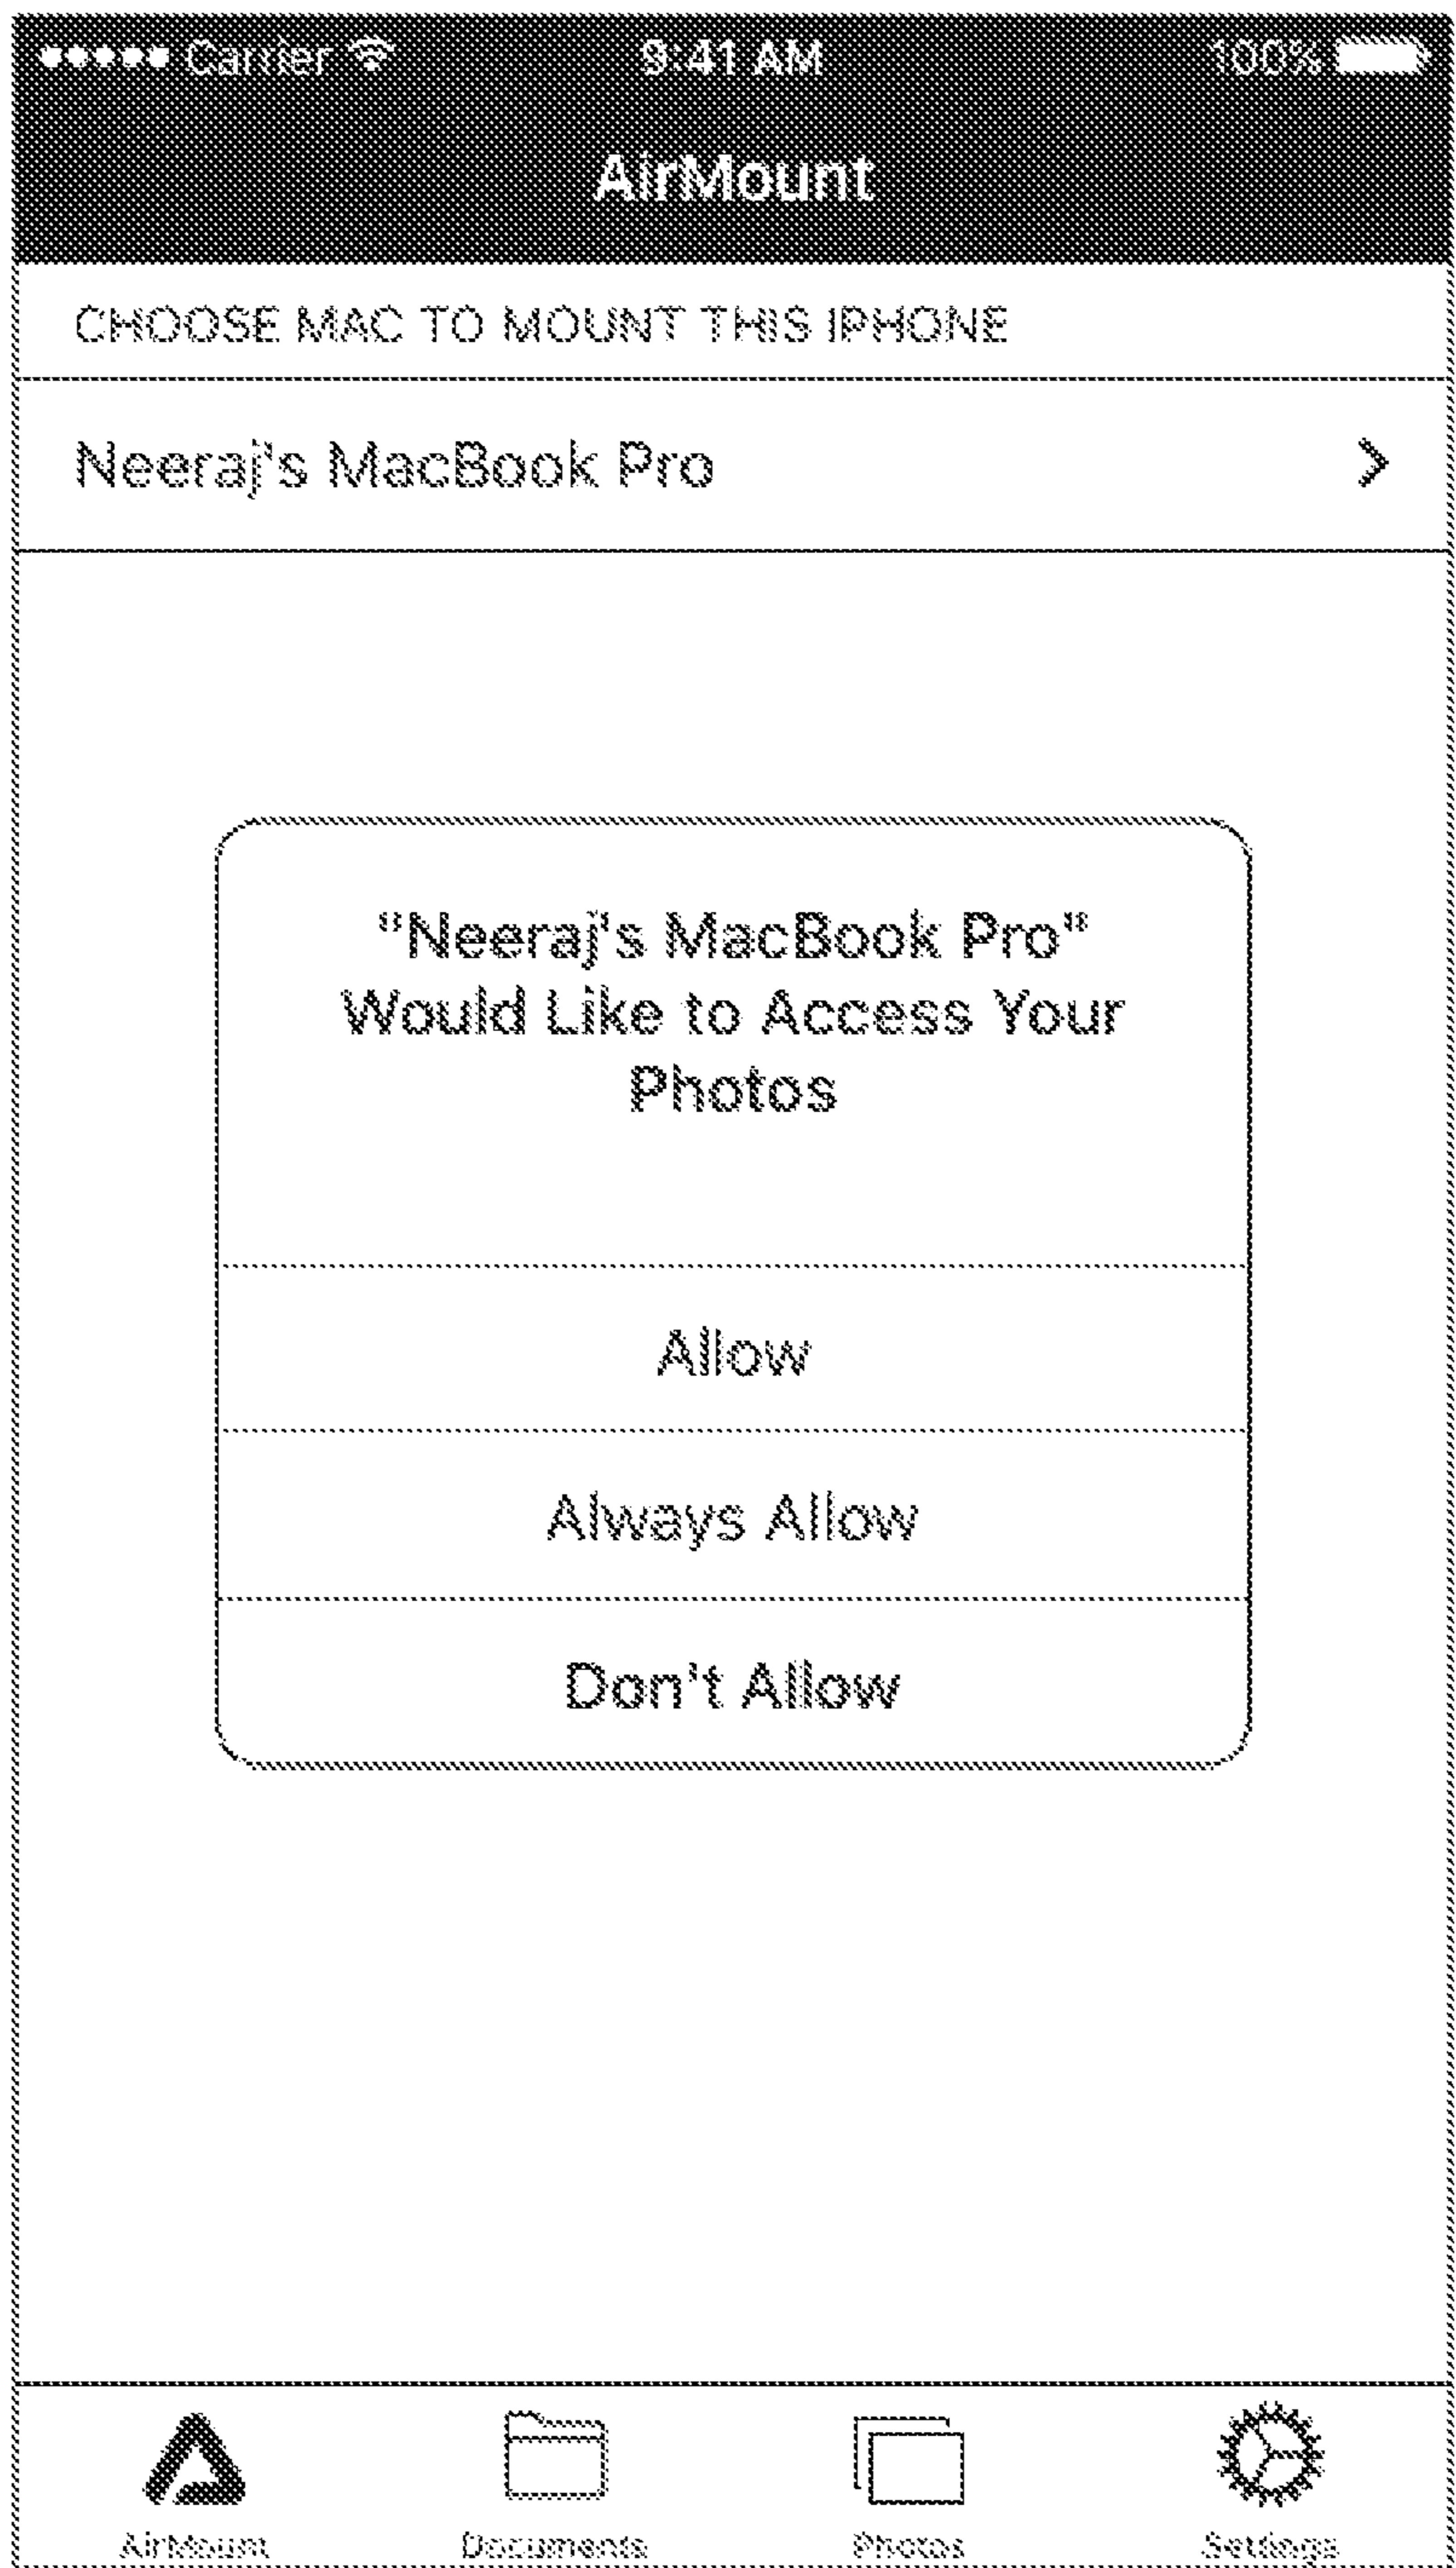 Carrier 9:41 AM 100%
AirMount
CHOOSE MAC TO MOUNT THIS IPHONE
Neeraj's MacBook Pro
"Neeraj's MacBook Pro"
Would Like to Access Your
Photos
Allow
Always Allow
Don't Allow
AirMount Documents Photos Settings